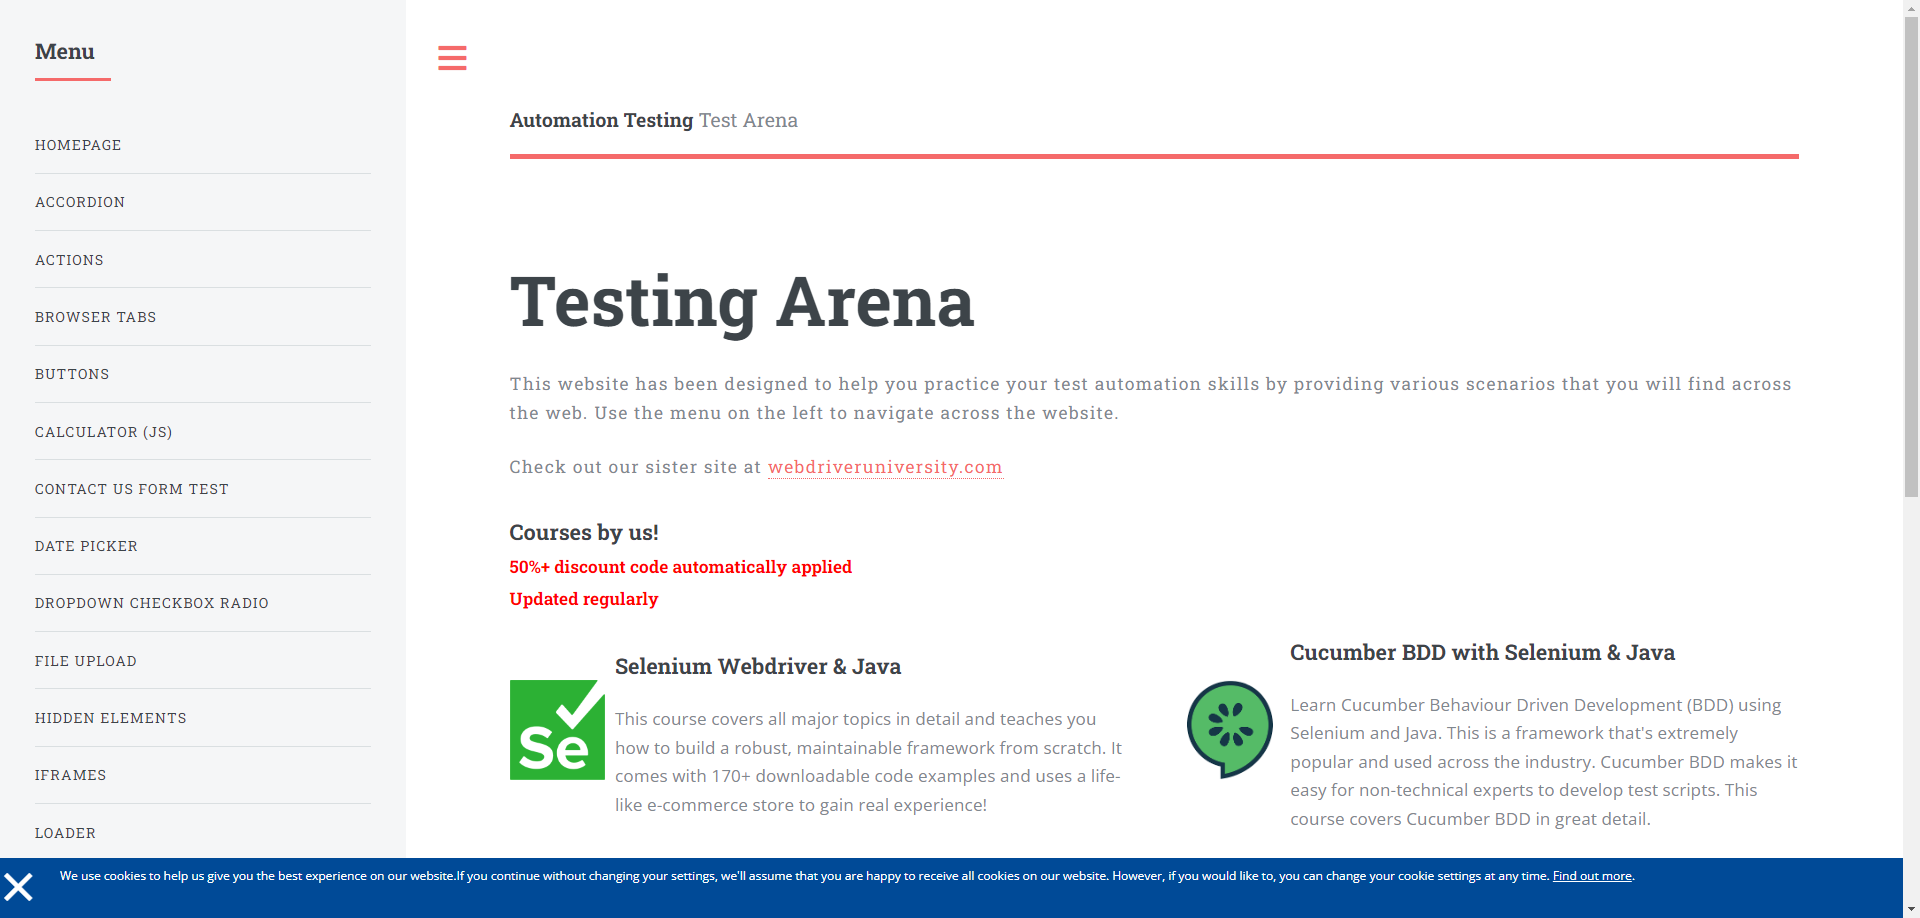 Menu
HOMEPAGE
ACCORDION
ACTIONS
BROWSER TABS
BUTTONS
CALCULATOR (JS)
CONTACT US FORM TEST
DATE PICKER
DROPDOWN CHECKBOX RADIO
FILE UPLOAD
HIDDEN ELEMENTS
IFRAMES
LOADER
Automation Testing Test Arena
Testing Arena
This website has been designed to help you practice your test automation skills by providing various scenarios that you will find across
the web. Use the menu on the left to navigate across the website.
Check out our sister site at webdriveruniversity.com
Courses by us!
50%+ discount code automatically applied
Updated regularly
Se
Selenium Webdriver & Java
This course covers all major topics in detail and teaches you
how to build a robust, maintainable framework from scratch. It
comes with 170+ downloadable code examples and uses a life-
like e-commerce store to gain real experience!
Cucumber BDD with Selenium & Java
Learn Cucumber Behaviour Driven Development (BDD) using
Selenium and Java. This is a framework that's extremely
popular and used across the industry. Cucumber BDD makes it
easy for non-technical experts to develop test scripts. This
course covers Cucumber BDD in great detail.
We use cookies to help us give you the best experience on our website.If you continue without changing your settings, we'll assume that you are happy to receive all cookies on our website. However, if you would like to, you can change your cookie settings at any time. Find out more.